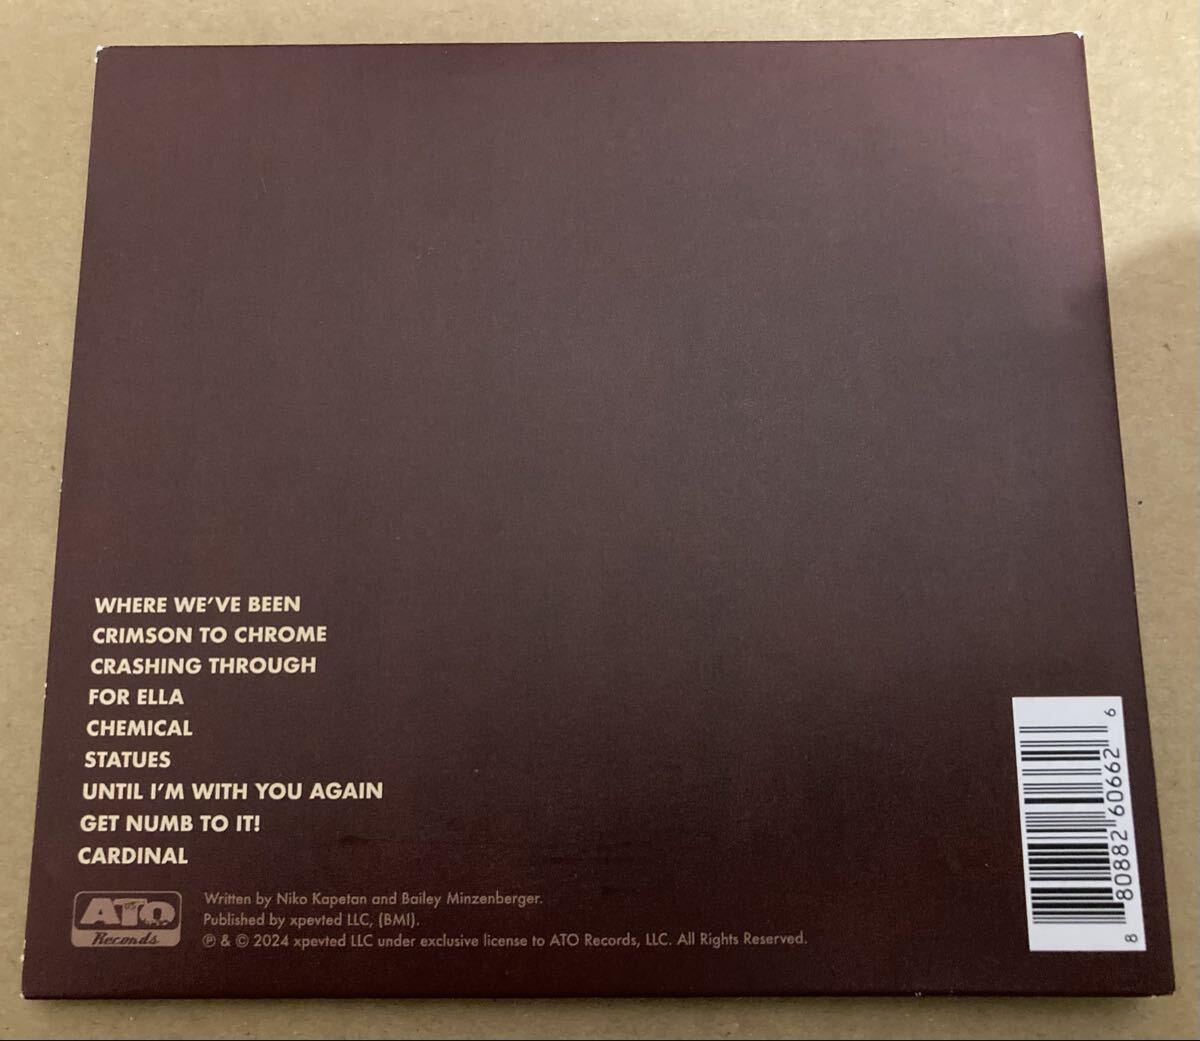 WHERE WE'VE BEEN
CRIMSON TO CHROME
CRASHING THROUGH
FOR ELLA
CHEMICAL
STATUES
UNTIL I'M WITH YOU AGAIN
GET NUMB TO IT!
CARDINAL
ATO
Records
Written by Niko Kapetan and Bailey Minzenberger.
Published by xpevted LLC, (BMI).
℗ & © 2024 xpevted LLC under exclusive license to ATO Records, LLC. All Rights Reserved.
8 80882 60662 6